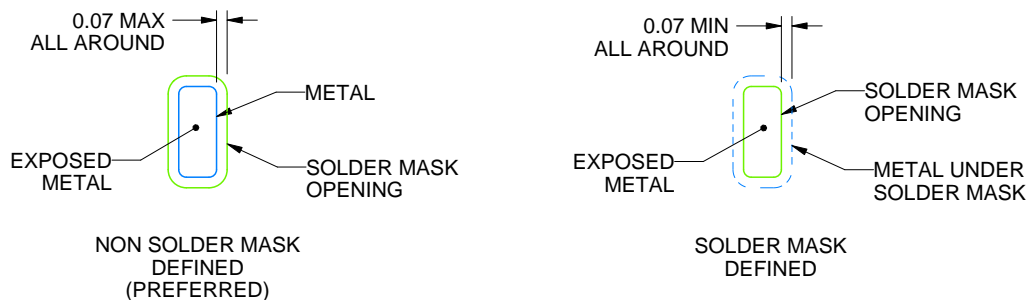 0.07 MAX
ALL AROUND
METAL
EXPOSED
METAL
SOLDER MASK
OPENING
NON SOLDER MASK
DEFINED
(PREFERRED)
0.07 MIN
ALL AROUND
SOLDER MASK
OPENING
EXPOSED
METAL
METAL UNDER
SOLDER MASK
SOLDER MASK
DEFINED